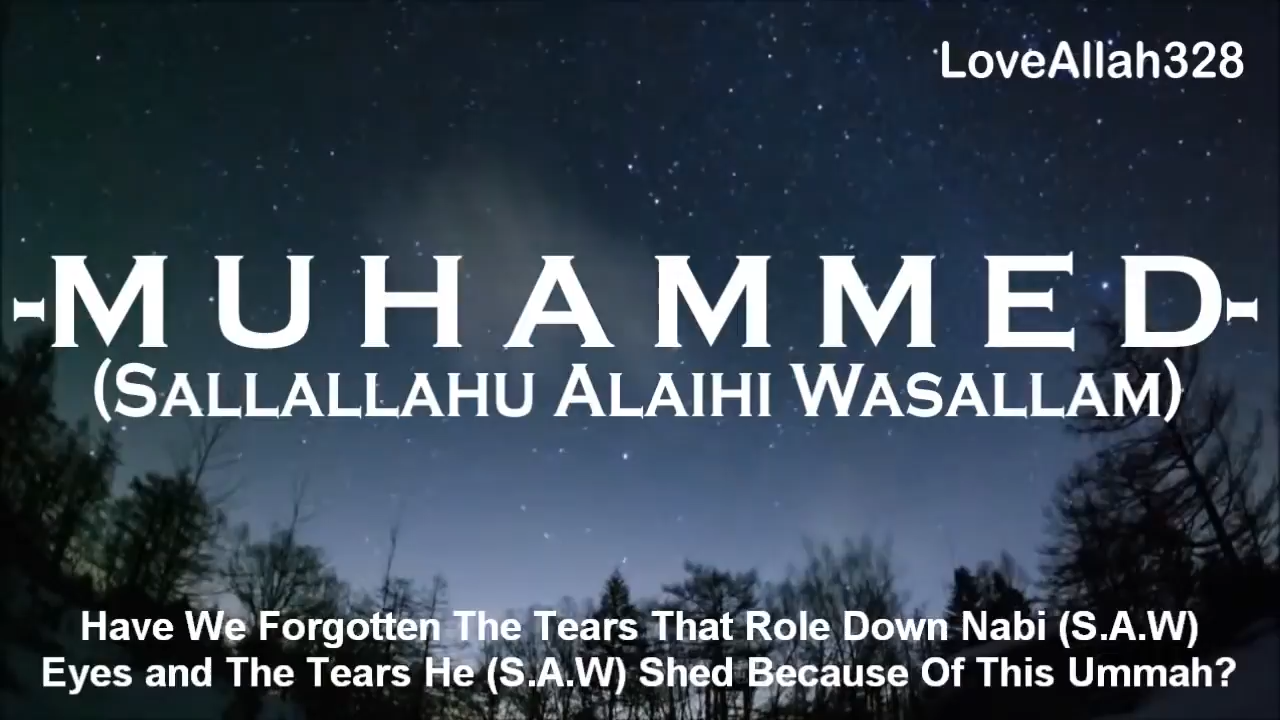 LoveAllah328
-MUHAMMED-
(Sallallahu Alaihi Wasallam)
Have We Forgotten The Tears That Role Down Nabi (S.A.W)
Eyes and The Tears He (S.A.W) Shed Because Of This Ummah?